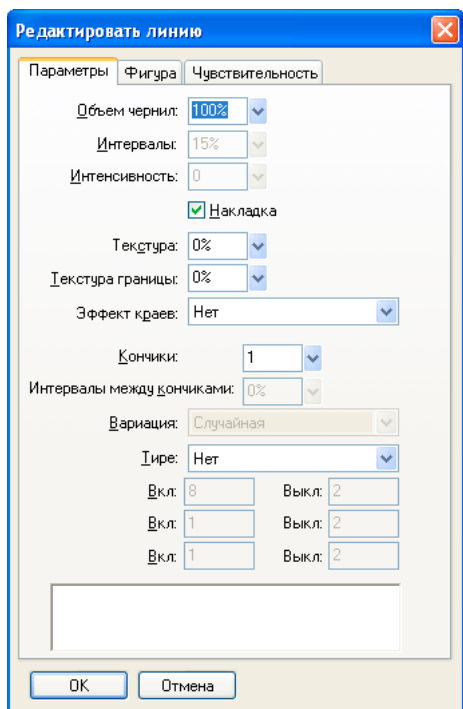 Редактировать линию
Параметры Фигура Чувствительность
Объем чернил: 100%
Интервалы: 15%
Интенсивность: 0
Накладка
Текстура: 0%
Текстура границы: 0%
Эффект краев: Нет
Кончики: 1
Интервалы между кончиками: 0%
Вариация: Случайная
Тире: Нет
Вкл: 8 Выкл: 2
Вкл: 1 Выкл: 2
Вкл: 1 Выкл: 2
OK Отмена